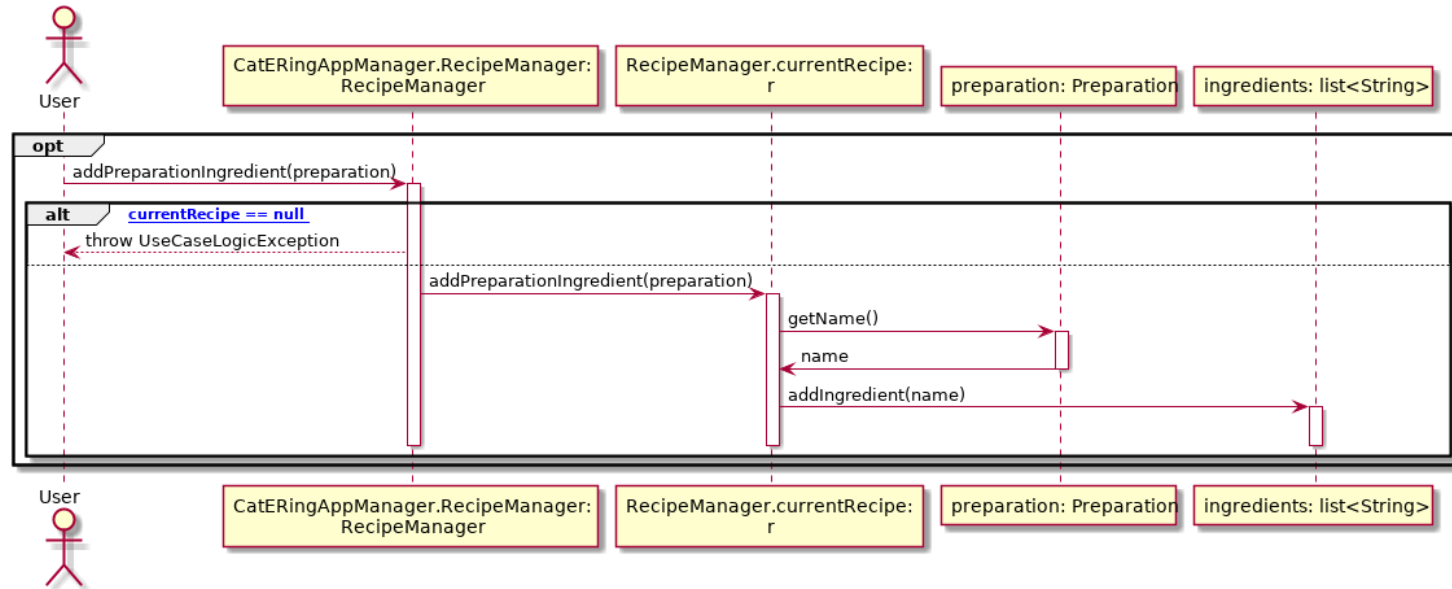 User
CatERingAppManager.RecipeManager:
RecipeManager
RecipeManager.currentRecipe:
r
preparation: Preparation
ingredients: list<String>
opt
addPreparationIngredient(preparation)
alt
currentRecipe == null
throw UseCaseLogicException
addPreparationIngredient(preparation)
getName()
name
addIngredient(name)
User
CatERingAppManager.RecipeManager:
RecipeManager
RecipeManager.currentRecipe:
r
preparation: Preparation
ingredients: list<String>